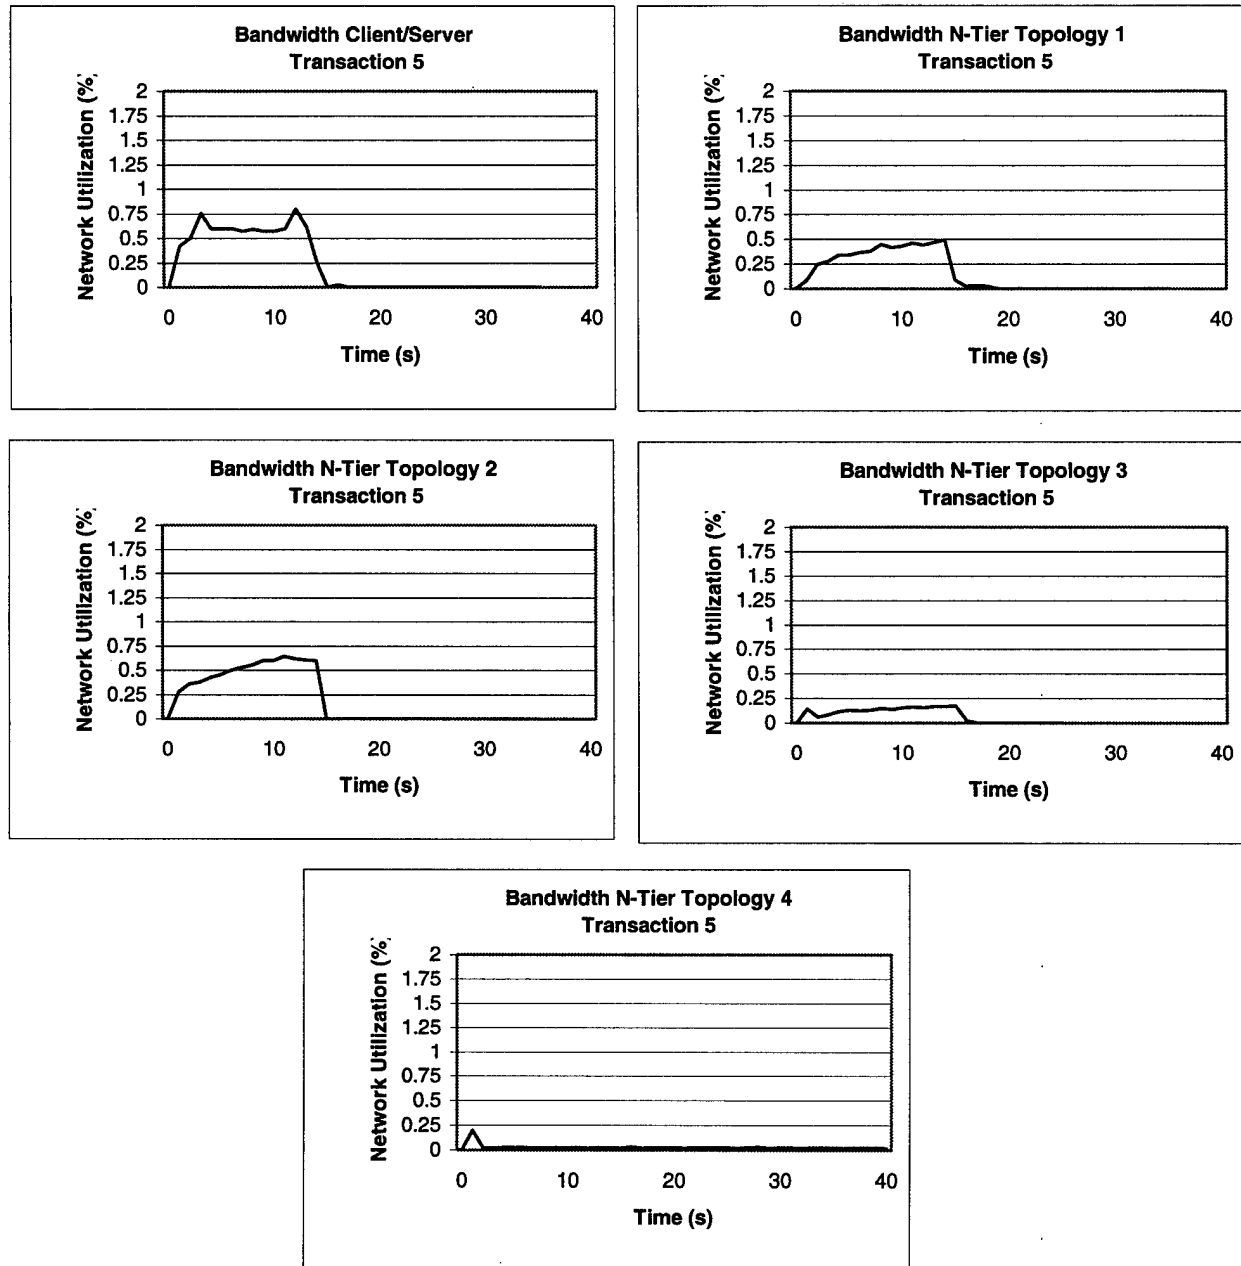 Bandwidth Client/Server
Transaction 5
Network Utilization (%)
2
1.75
1.5
1.25
1
0.75
0.5
0.25
0
0 10 20 30 40
Time (s)
Bandwidth N-Tier Topology 1
Transaction 5
Network Utilization (%)
2
1.75
1.5
1.25
1
0.75
0.5
0.25
0
0 10 20 30 40
Time (s)
Bandwidth N-Tier Topology 2
Transaction 5
Network Utilization (%)
2
1.75
1.5
1.25
1
0.75
0.5
0.25
0
0 10 20 30 40
Time (s)
Bandwidth N-Tier Topology 3
Transaction 5
Network Utilization (%)
2
1.75
1.5
1.25
1
0.75
0.5
0.25
0
0 10 20 30 40
Time (s)
Bandwidth N-Tier Topology 4
Transaction 5
Network Utilization (%)
2
1.75
1.5
1.25
1
0.75
0.5
0.25
0
0 10 20 30 40
Time (s)